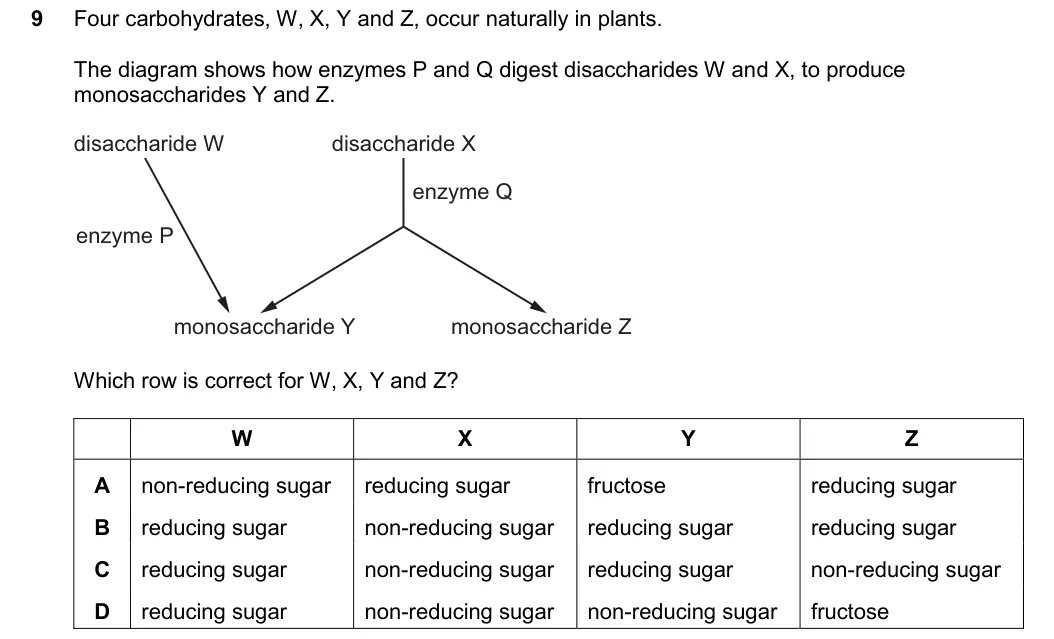 9 Four carbohydrates, W, X, Y and Z, occur naturally in plants.
The diagram shows how enzymes P and Q digest disaccharides W and X, to produce
monosaccharides Y and Z.
disaccharide W disaccharide X
enzyme Q
enzyme P
monosaccharide Y monosaccharide Z
Which row is correct for W, X, Y and Z?
W X Y Z
A non-reducing sugar reducing sugar fructose reducing sugar
B reducing sugar non-reducing sugar reducing sugar reducing sugar
C reducing sugar non-reducing sugar reducing sugar non-reducing sugar
D reducing sugar non-reducing sugar non-reducing sugar fructose